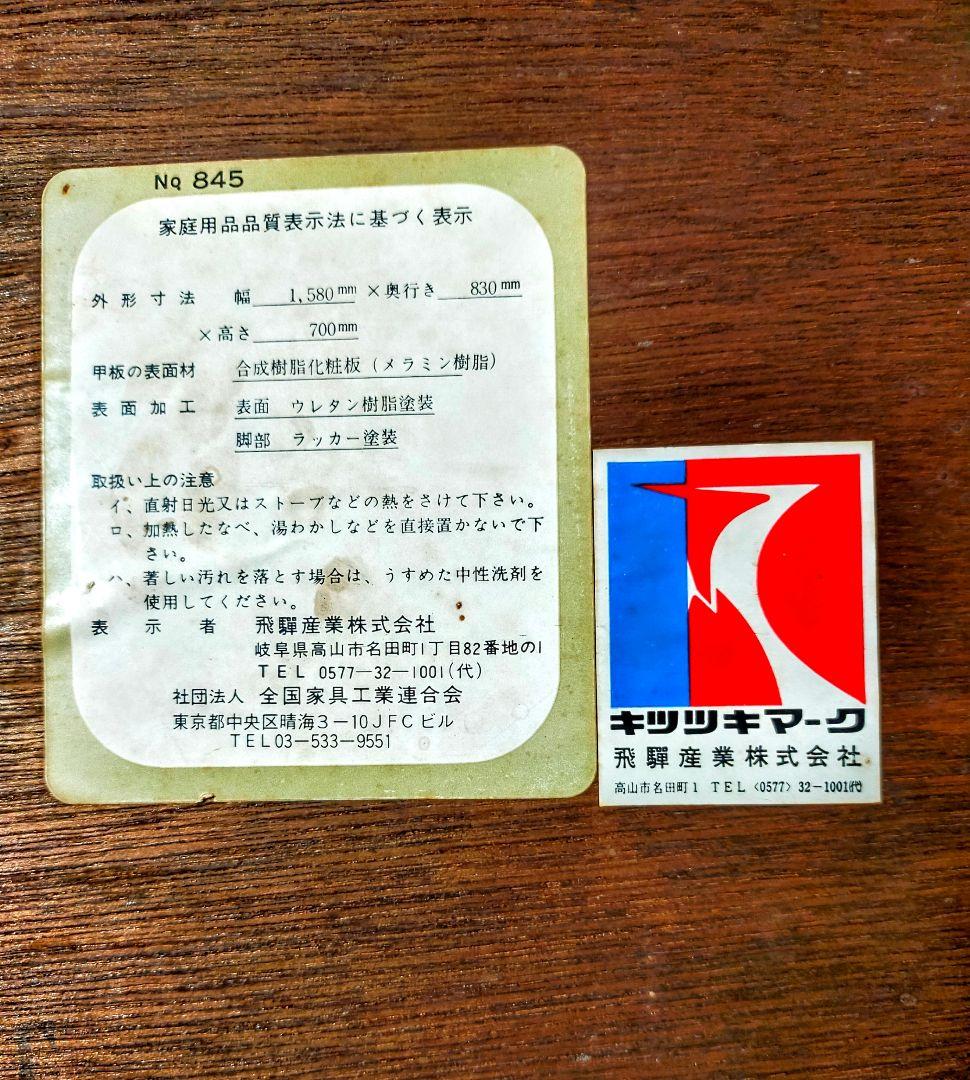 No 845
家庭用品品質表示法に基づく表示
外形寸法 幅 1,580mm ×奥行き 830mm
×高さ 700mm
甲板の表面材 合成樹脂化粧板(メラミン樹脂)
表面加工 表面 ウレタン樹脂塗装
脚部 ラッカー塗装
取扱い上の注意
イ、直射日光又はストーブなどの熱をさけて下さい。
ロ、加熱したなべ、湯わかしなどを直接置かないで下
さい。
ハ、著しい汚れを落とす場合は、うすめた中性洗剤を
使用してください。
表示者 飛驒産業株式会社
岐阜県高山市名田町1丁目82番地の1
TEL 0577-32-1001(代)
社団法人 全国家具工業連合会
東京都中央区晴海3-10JFCビル
TEL03-533-9551
キツツキマーク
飛驒産業株式会社
高山市名田町1 TEL〈0577〉32-1001㈹